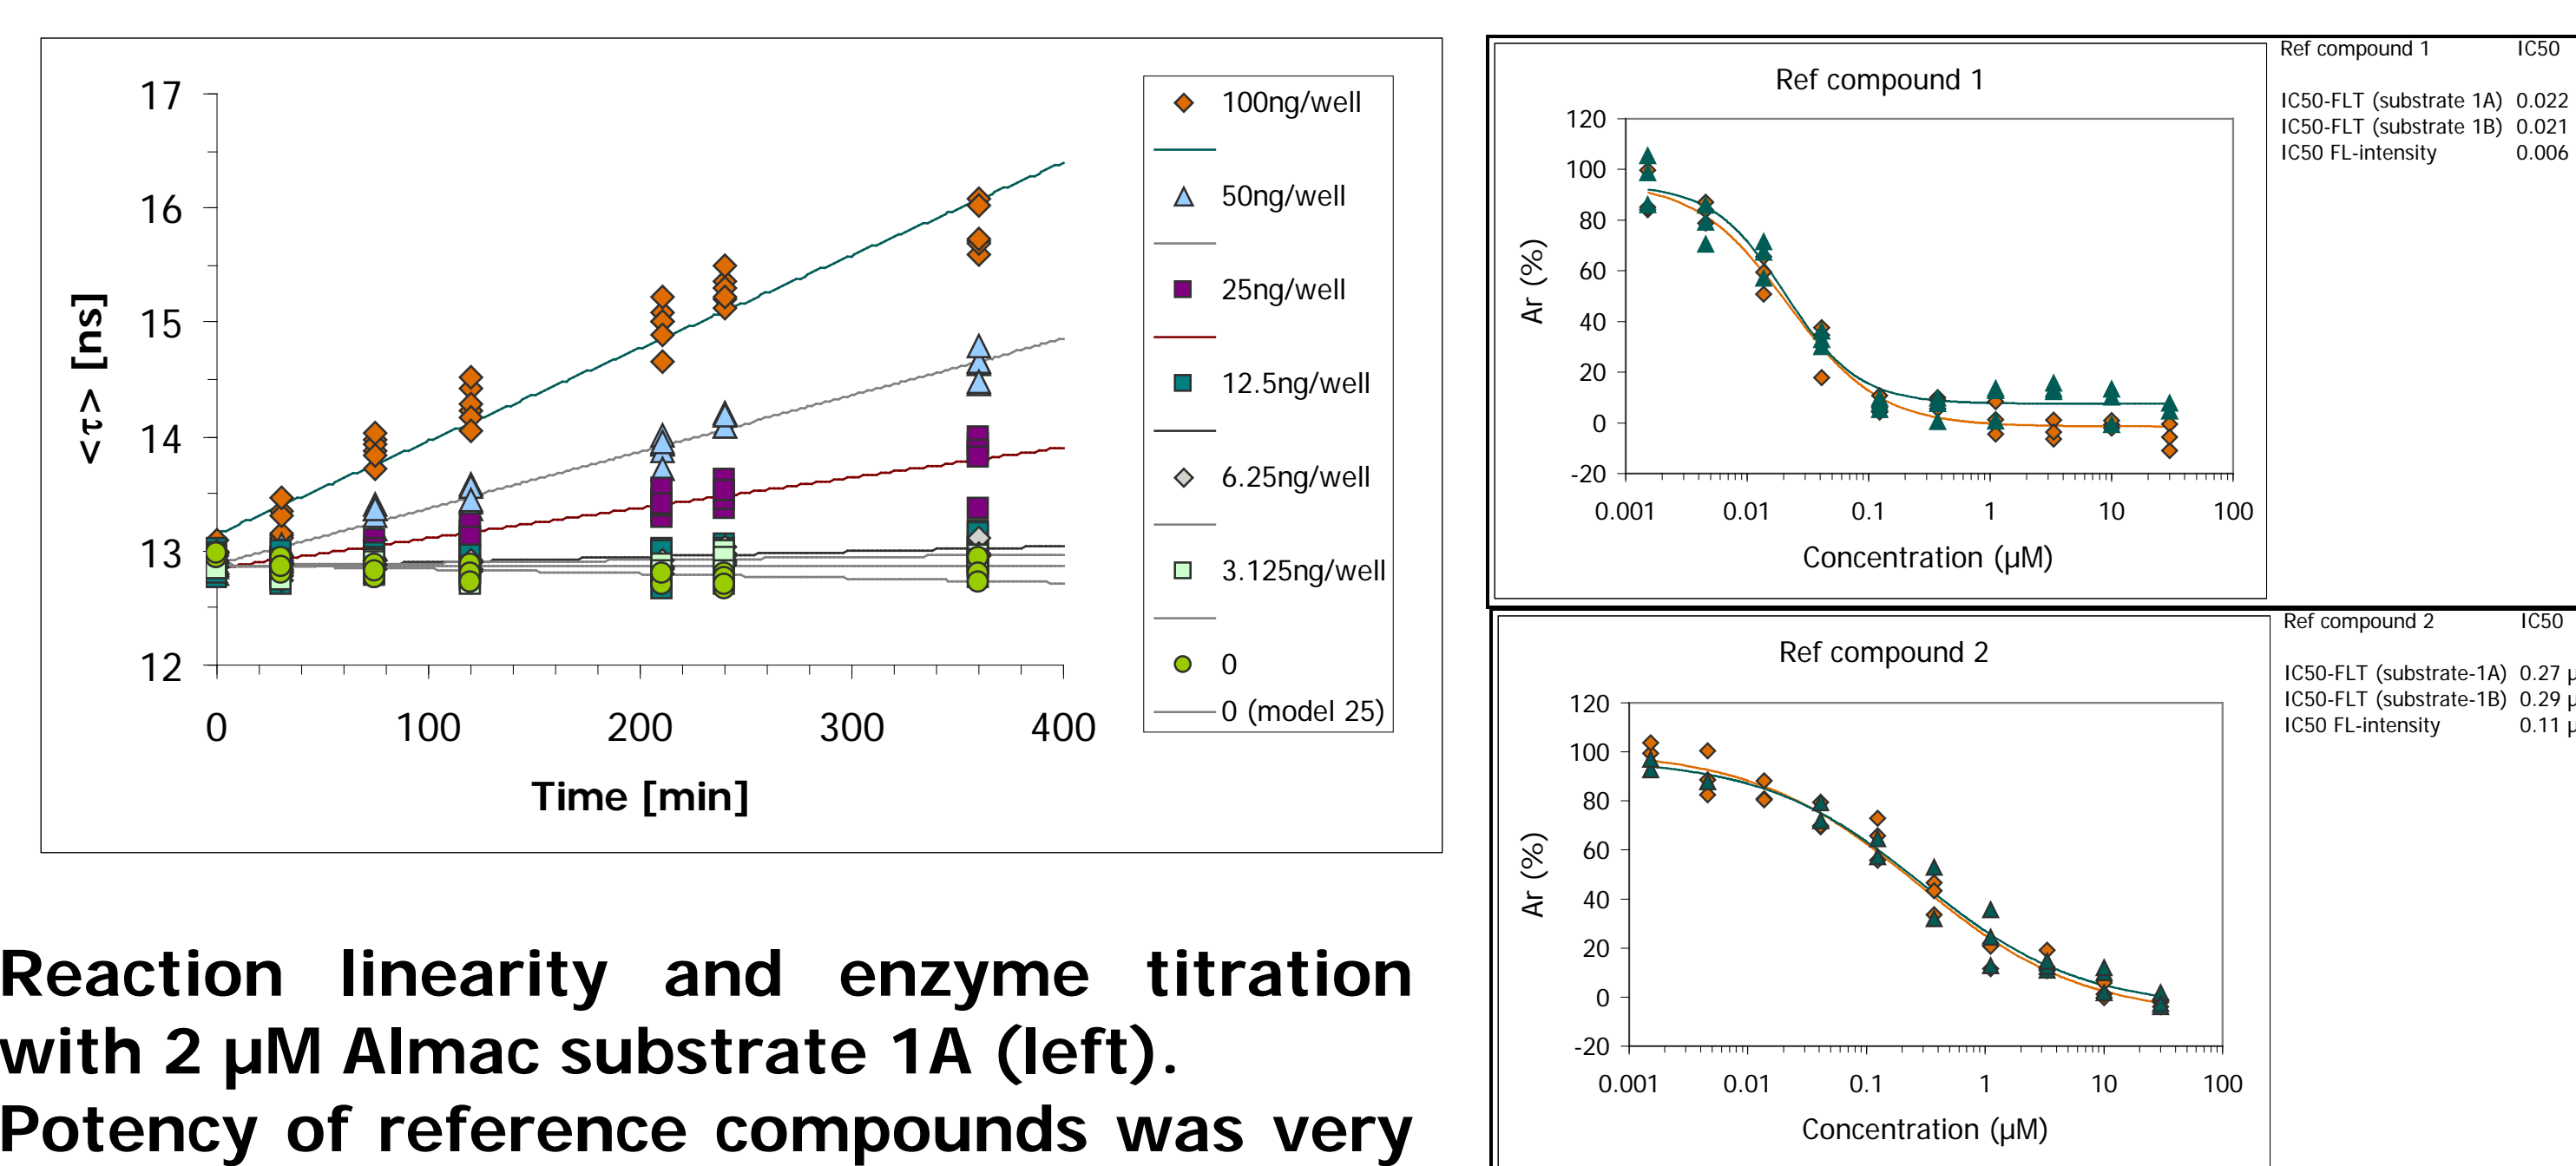 17
16
15
14
13
12
<τ> [ns]
0 100 200 300 400
Time [min]
100ng/well
50ng/well
25ng/well
12.5ng/well
6.25ng/well
3.125ng/well
0
0 (model 25)
Reaction linearity and enzyme titration
with 2 µM Almac substrate 1A (left).
Potency of reference compounds was very
Ref compound 1
120
100
80
60
40
20
0
-20
Ar (%)
0.001 0.01 0.1 1 10 100
Concentration (µM)
Ref compound 1 IC50
IC50-FLT (substrate 1A) 0.022
IC50-FLT (substrate 1B) 0.021
IC50 FL-intensity 0.006
Ref compound 2
120
100
80
60
40
20
0
-20
Ar (%)
0.001 0.01 0.1 1 10 100
Concentration (µM)
Ref compound 2 IC50
IC50-FLT (substrate-1A) 0.27 µ
IC50-FLT (substrate-1B) 0.29 µ
IC50 FL-intensity 0.11 µ